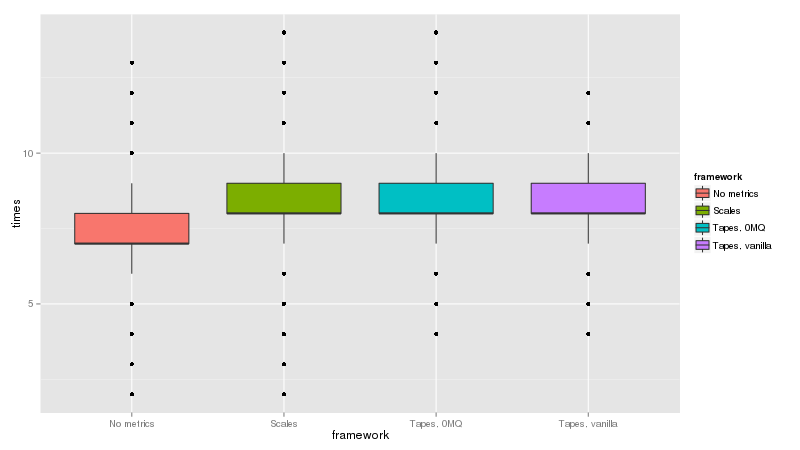 times
10
5
No metrics
Scales
Tapes, 0MQ
Tapes, vanilla
framework
framework
No metrics
Scales
Tapes, 0MQ
Tapes, vanilla